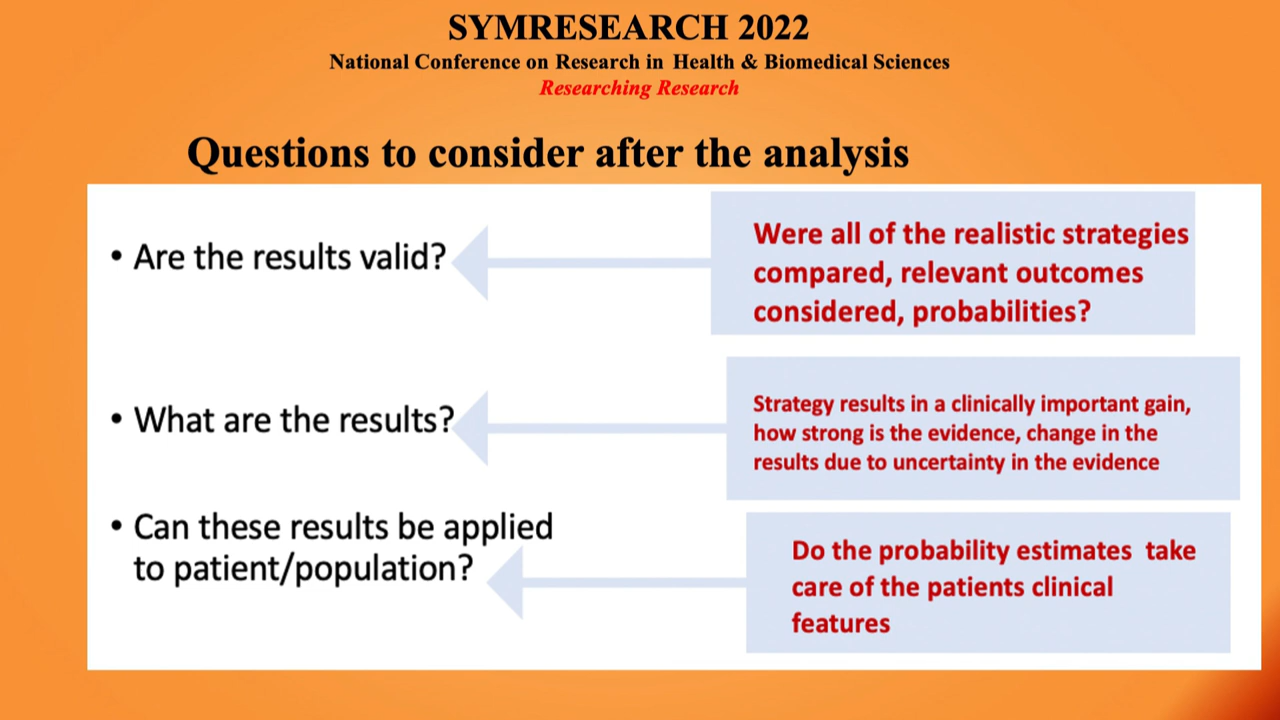 SYMRESEARCH 2022
National Conference on Research in Health & Biomedical Sciences
Researching Research
Questions to consider after the analysis
• Are the results valid?
Were all of the realistic strategies
compared, relevant outcomes
considered, probabilities?
• What are the results?
Strategy results in a clinically important gain,
how strong is the evidence, change in the
results due to uncertainty in the evidence
• Can these results be applied
to patient/population?
Do the probability estimates take
care of the patients clinical
features